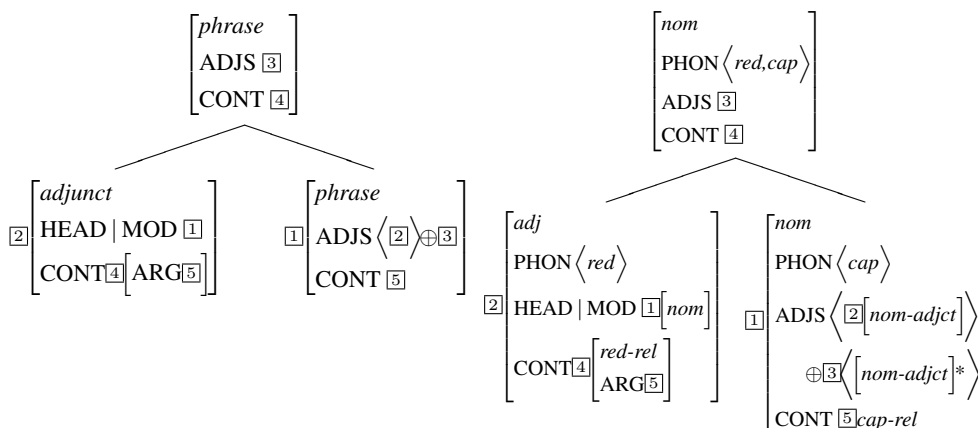 phrase
ADJS 3
CONT 4
2 adjunct
HEAD | MOD 1
CONT 4 [ARG 5]
1 phrase
ADJS ⟨2⟩⊕3
CONT 5
nom
PHON ⟨red,cap⟩
ADJS 3
CONT 4
2 adj
PHON ⟨red⟩
HEAD | MOD 1 [nom]
CONT 4 [red-rel
ARG 5]
1 nom
PHON ⟨cap⟩
ADJS ⟨2 [nom-adjct]⟩
⊕3⟨[nom-adjct]*⟩
CONT 5 cap-rel